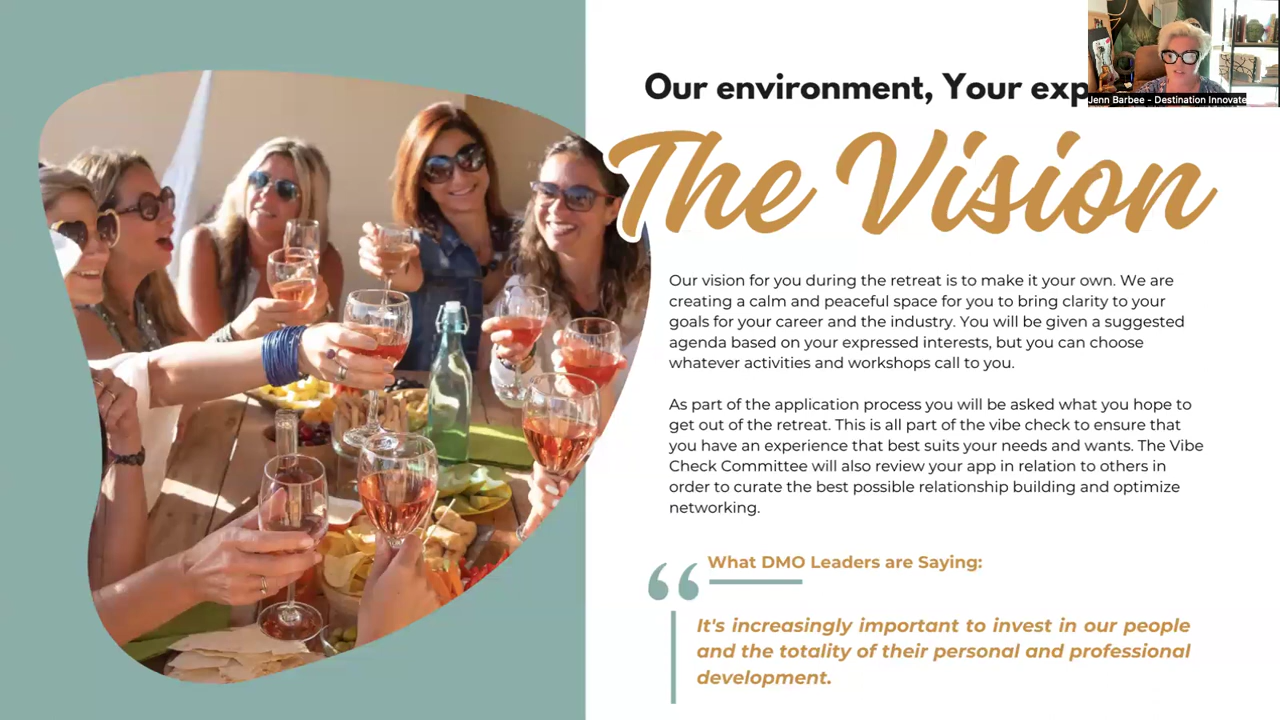 Our environment, Your exp
Jenn Barbee - Destination Innovate
The Vision
Our vision for you during the retreat is to make it your own. We are
creating a calm and peaceful space for you to bring clarity to your
goals for your career and the industry. You will be given a suggested
agenda based on your expressed interests, but you can choose
whatever activities and workshops call to you.
As part of the application process you will be asked what you hope to
get out of the retreat. This is all part of the vibe check to ensure that
you have an experience that best suits your needs and wants. The Vibe
Check Committee will also review your app in relation to others in
order to curate the best possible relationship building and optimize
networking.
What DMO Leaders are Saying:
It's increasingly important to invest in our people
and the totality of their personal and professional
development.